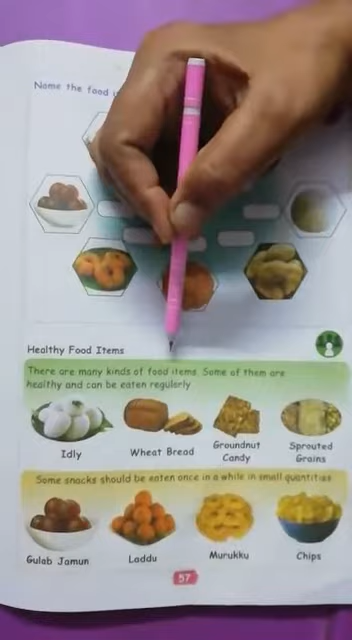 Name the food i
Healthy Food Items
There are many kinds of food items. Some of them are
healthy and can be eaten regularly
Idly
Wheat Bread
Groundnut
Candy
Sprouted
Grains
Some snacks should be eaten once in a while in small quantities
Gulab Jamun
Laddu
Murukku
Chips
57